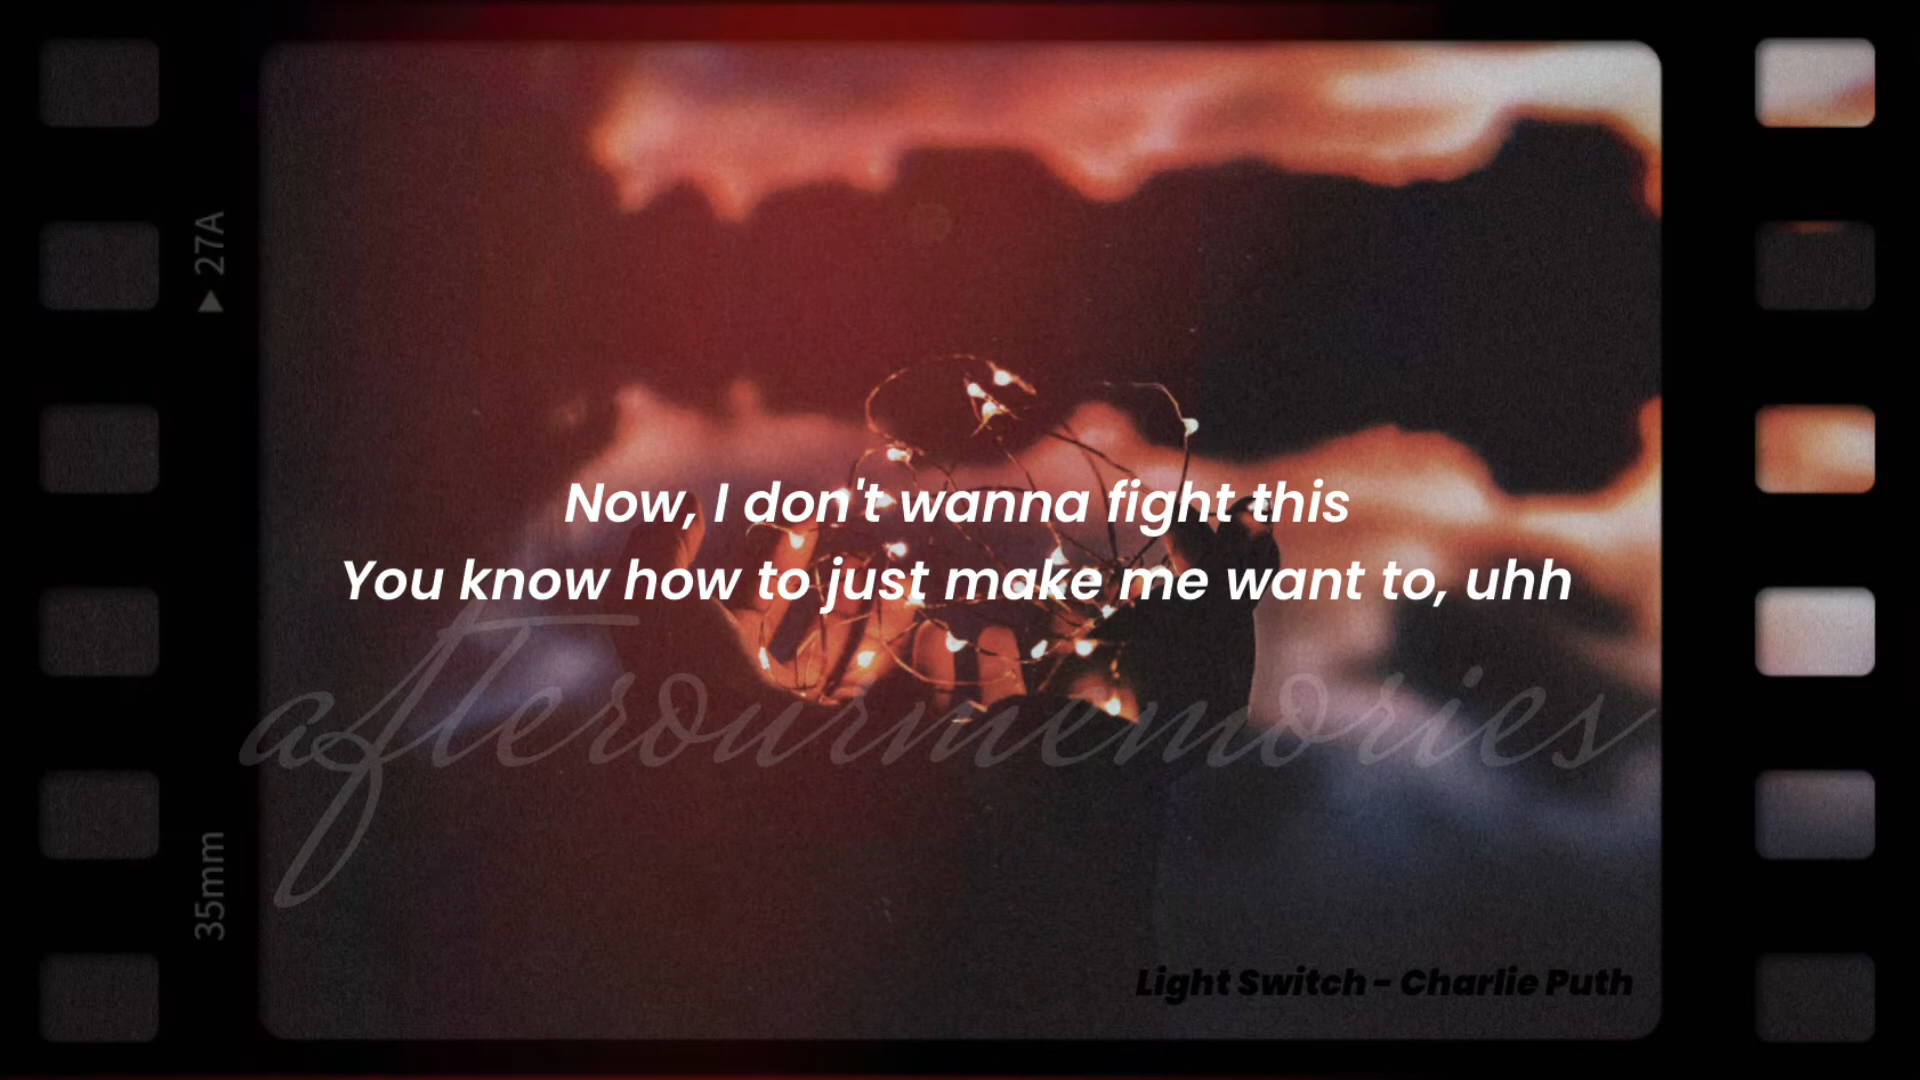 ▶ 27A
Now, I don't wanna fight this
You know how to just make me want to, uhh
afterourmemories
35mm
Light Switch - Charlie Puth